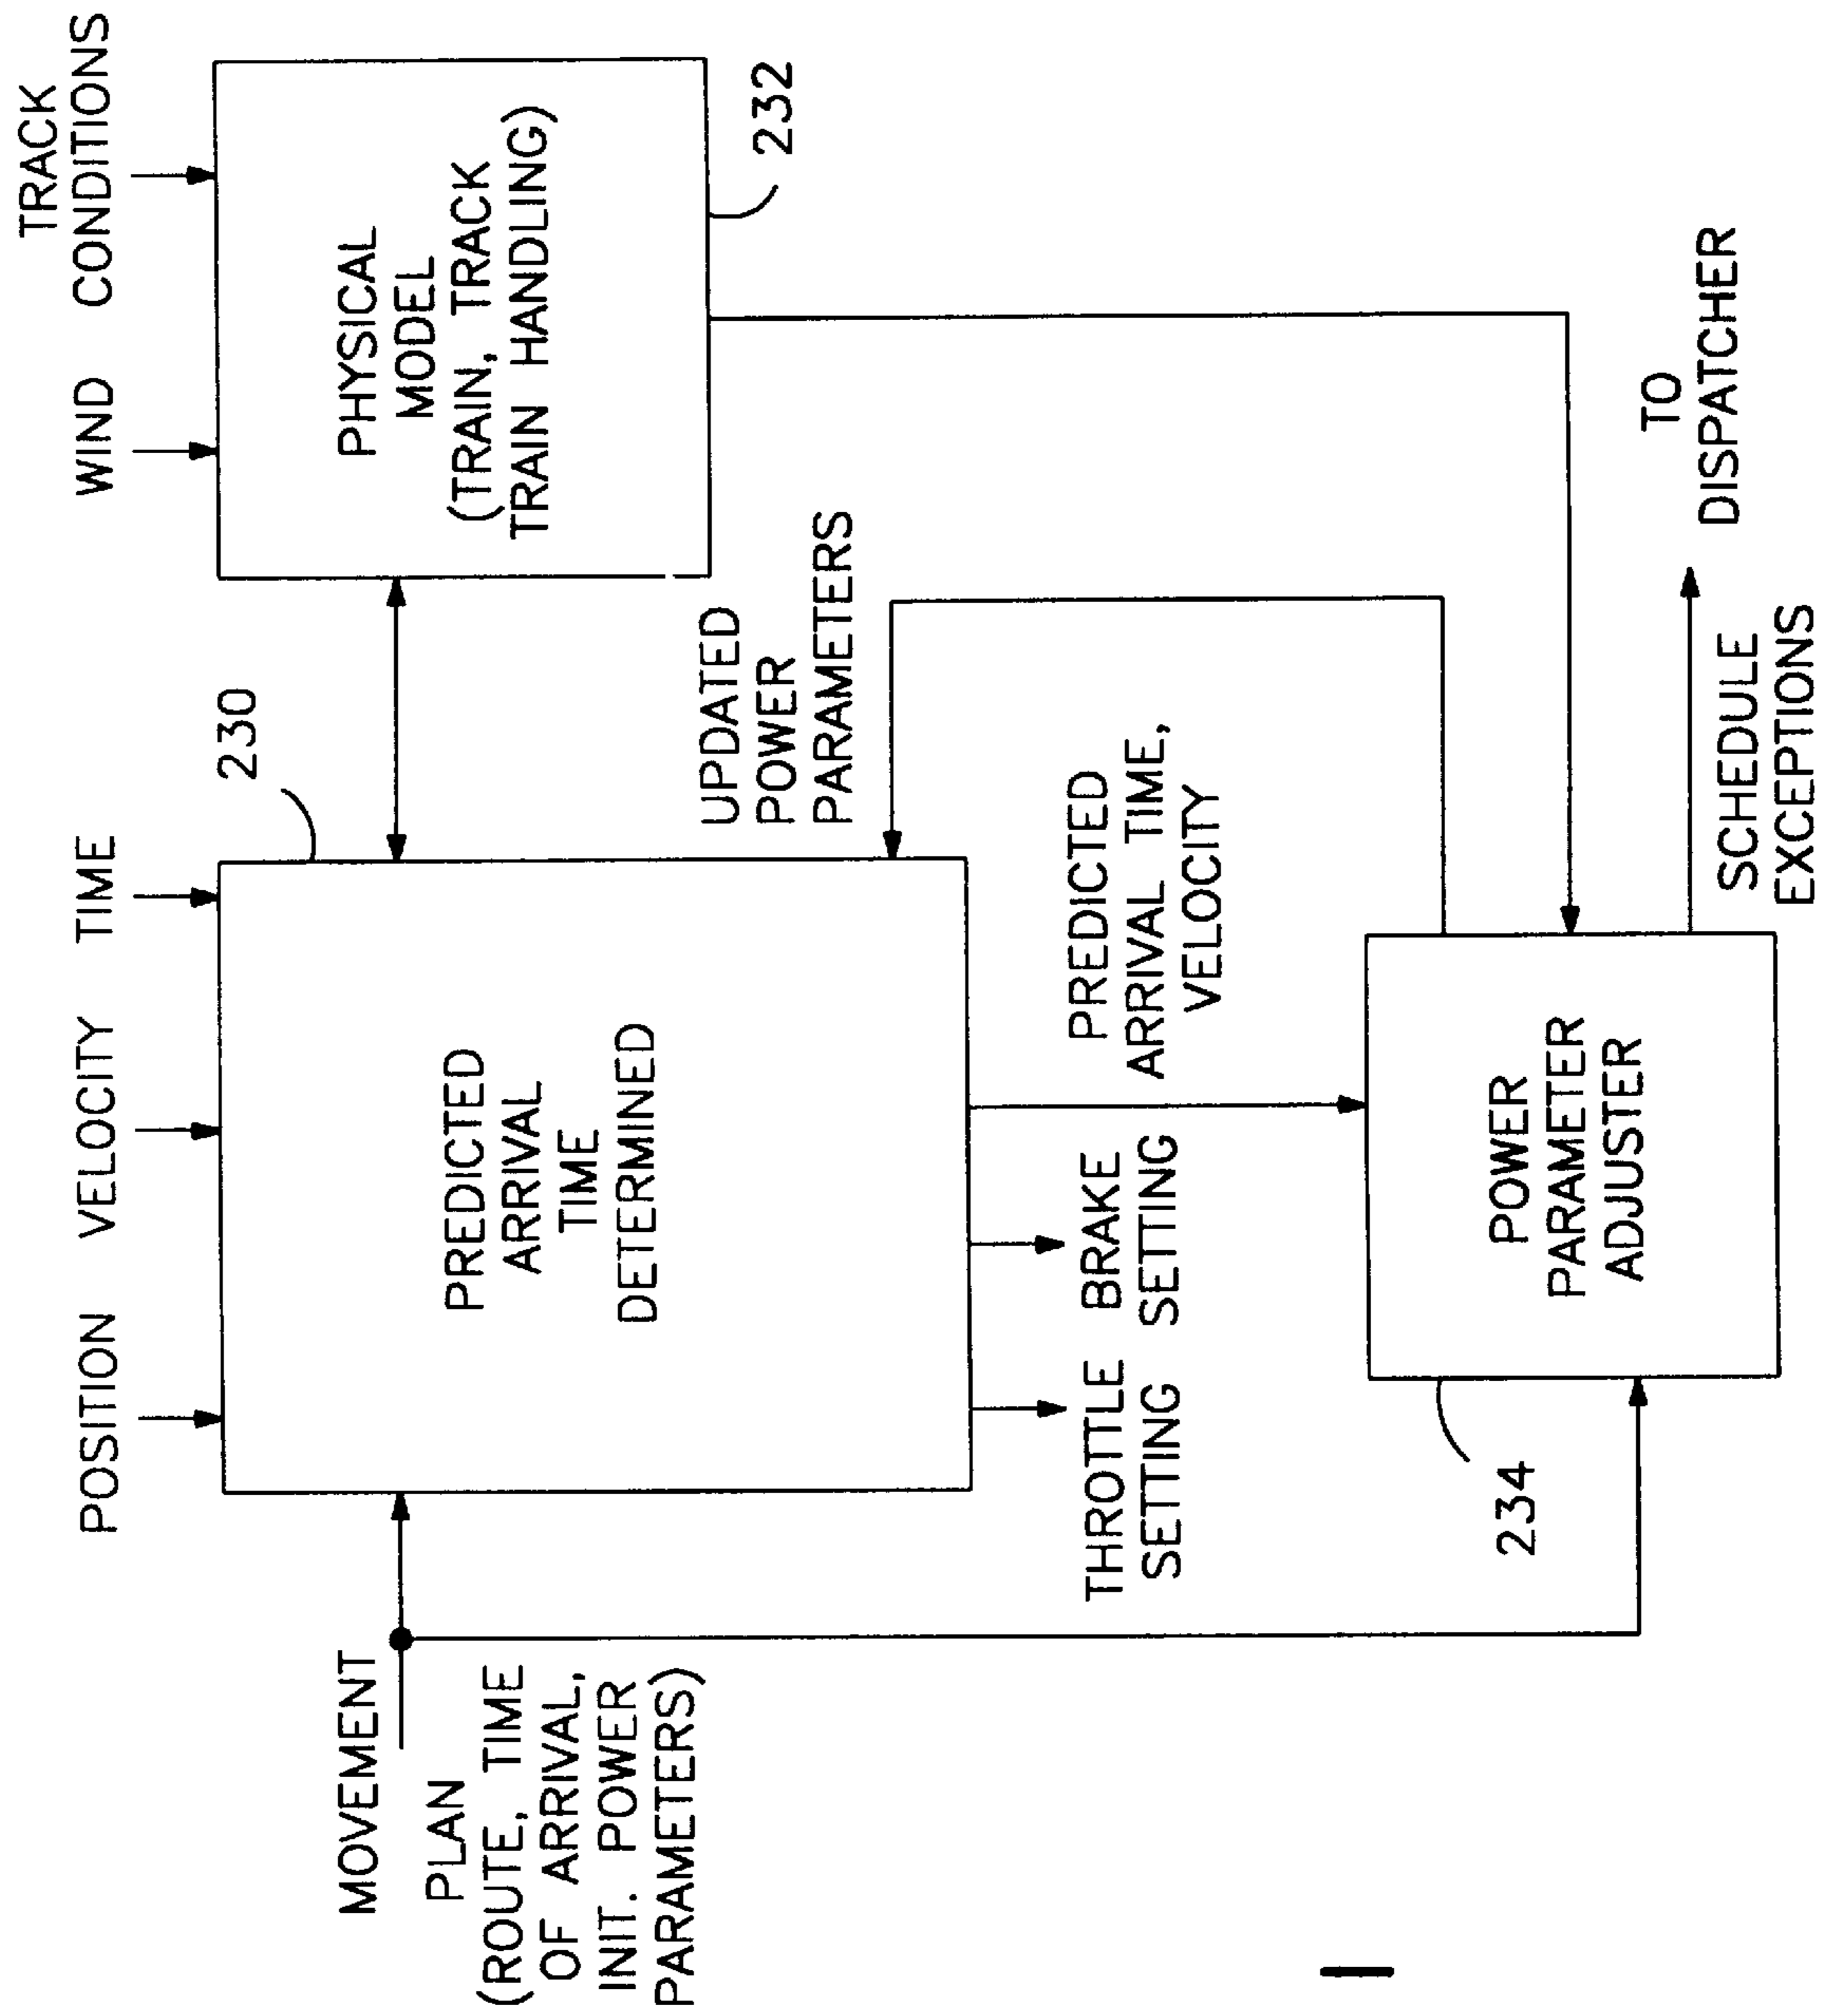 POSITION VELOCITY TIME
WIND
TRACK
CONDITIONS
230
MOVEMENT
PLAN
(ROUTE, TIME
OF ARRIVAL,
INIT. POWER
PARAMETERS)
PREDICTED
ARRIVAL
TIME
DETERMINED
PHYSICAL
MODEL
(TRAIN, TRACK
TRAIN HANDLING)
232
UPDATED
POWER
PARAMETERS
THROTTLE
SETTING
BRAKE
SETTING
PREDICTED
ARRIVAL TIME,
VELOCITY
234
POWER
PARAMETER
ADJUSTER
TO
DISPATCHER
SCHEDULE
EXCEPTIONS